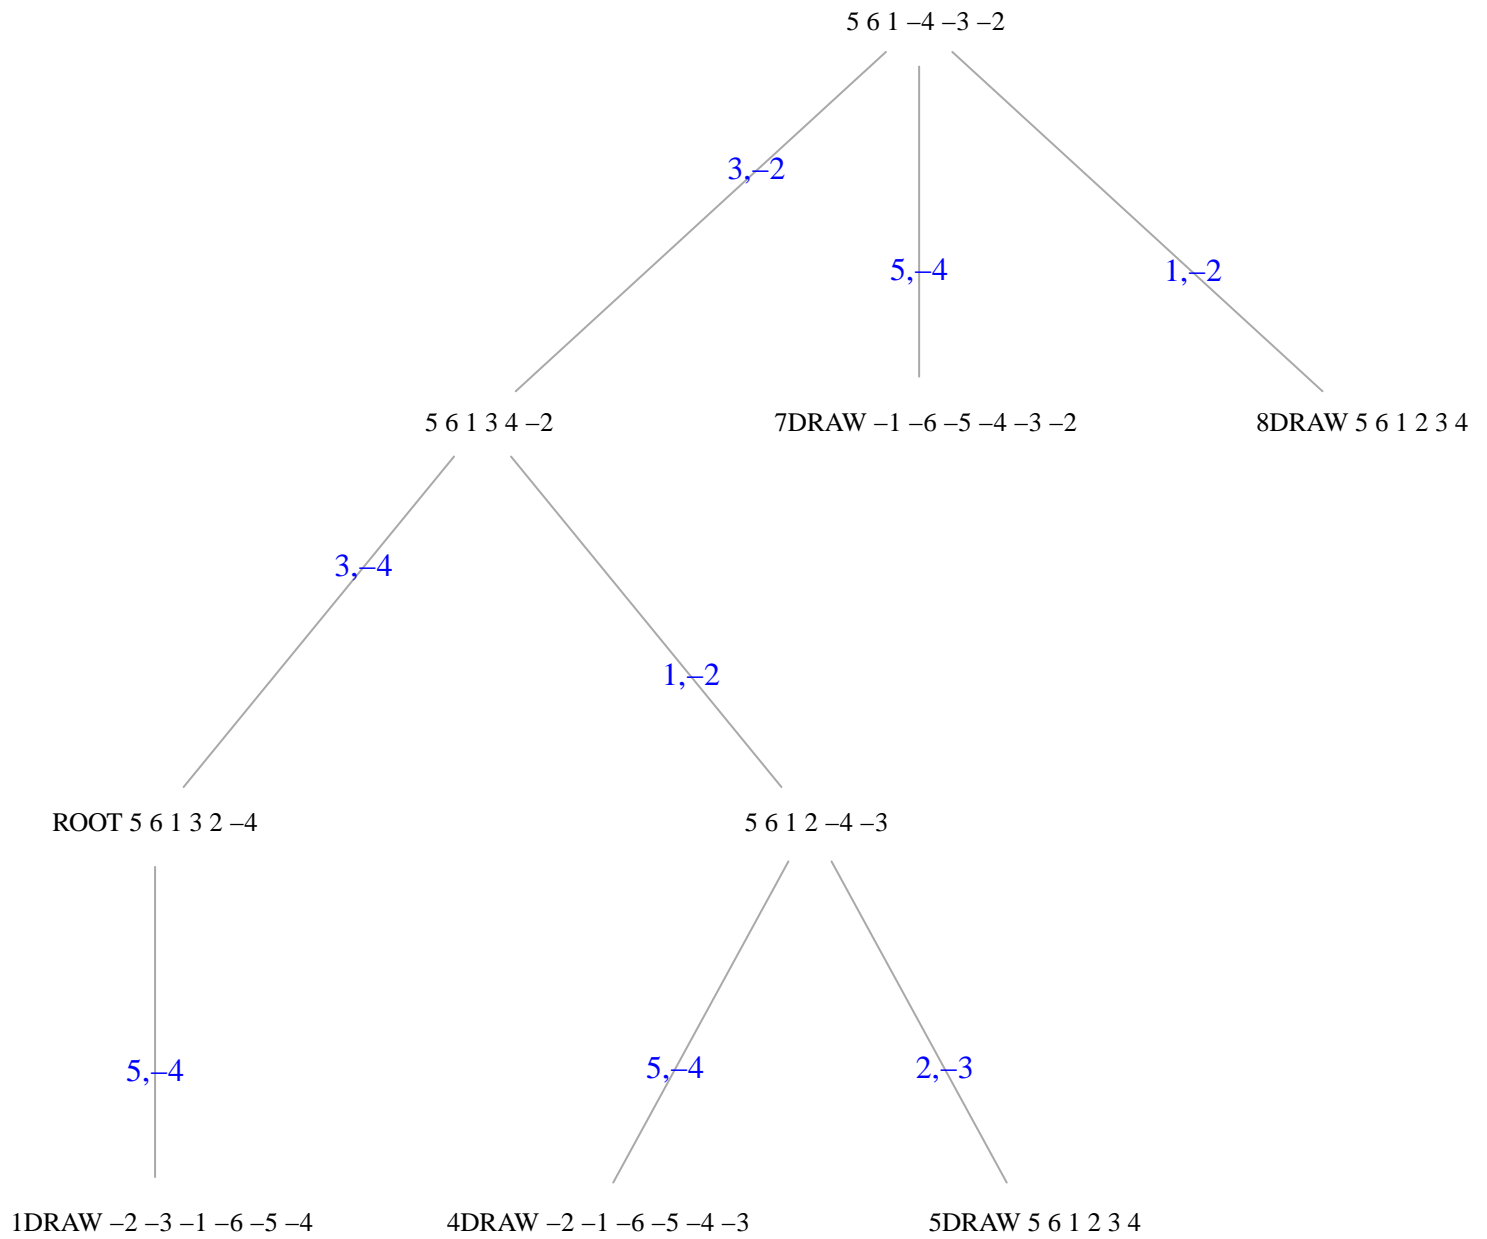 5 6 1 –4 –3 –2
3,–2
5,–4
1,–2
5 6 1 3 4 –2
7DRAW –1 –6 –5 –4 –3 –2
8DRAW 5 6 1 2 3 4
3,–4
1,–2
ROOT 5 6 1 3 2 –4
5 6 1 2 –4 –3
5,–4
5,–4
2,–3
1DRAW –2 –3 –1 –6 –5 –4
4DRAW –2 –1 –6 –5 –4 –3
5DRAW 5 6 1 2 3 4